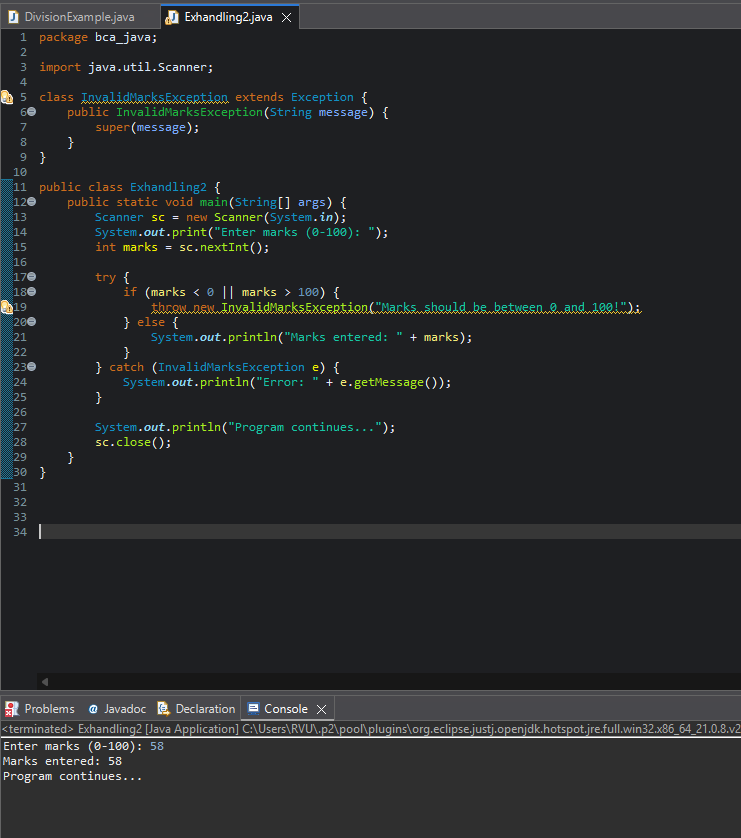 DivisionExample.java Exhandling2.java
1 package bca_java;
2
3 import java.util.Scanner;
4
5 class InvalidMarksException extends Exception {
6 public InvalidMarksException(String message) {
7 super(message);
8 }
9 }
10
11 public class Exhandling2 {
12 public static void main(String[] args) {
13 Scanner sc = new Scanner(System.in);
14 System.out.print("Enter marks (0-100): ");
15 int marks = sc.nextInt();
16
17 try {
18 if (marks < 0 || marks > 100) {
19 throw new InvalidMarksException("Marks should be between 0 and 100!");
20 } else {
21 System.out.println("Marks entered: " + marks);
22 }
23 } catch (InvalidMarksException e) {
24 System.out.println("Error: " + e.getMessage());
25 }
26
27 System.out.println("Program continues...");
28 sc.close();
29 }
30 }
31
32
33
34
Problems Javadoc Declaration Console
<terminated> Exhandling2 [Java Application] C:\Users\RVU\.p2\pool\plugins\org.eclipse.justj.openjdk.hotspot.jre.full.win32.x86_64_21.0.8.v2
Enter marks (0-100): 58
Marks entered: 58
Program continues...